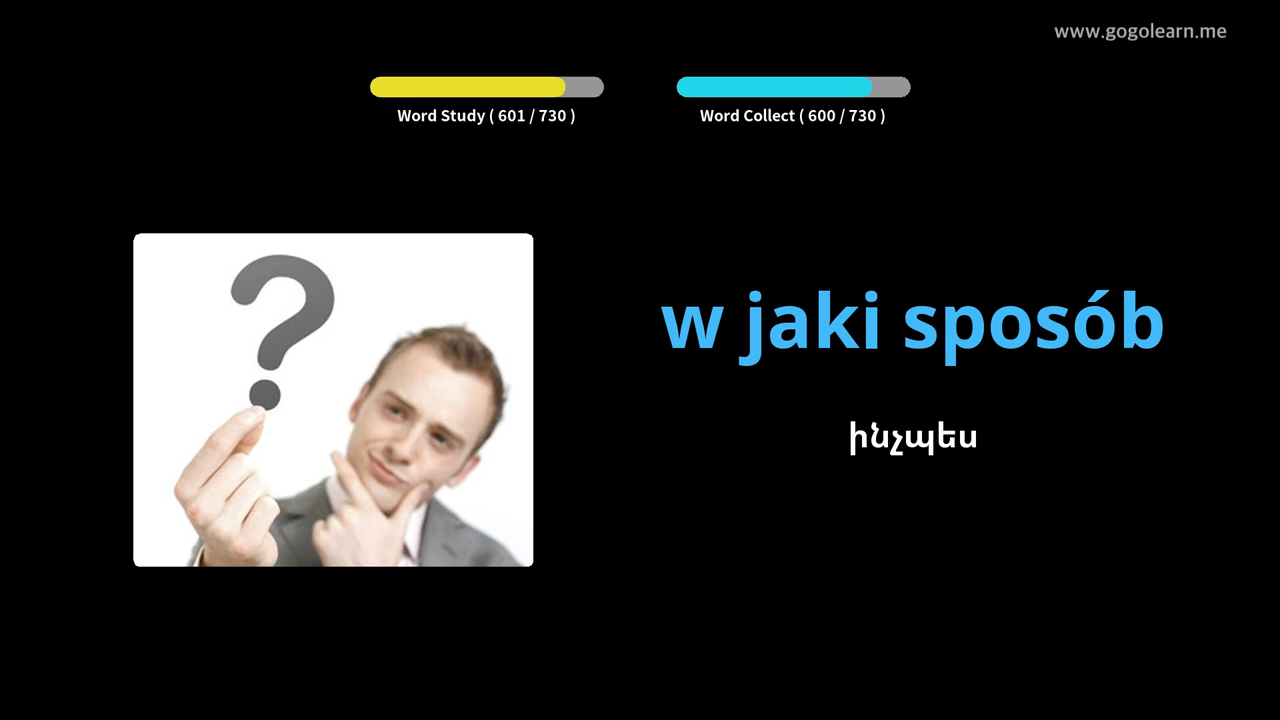 www.gogolearn.me
Word Study ( 601 / 730 )
Word Collect ( 600 / 730 )
w jaki sposób
ինչպես